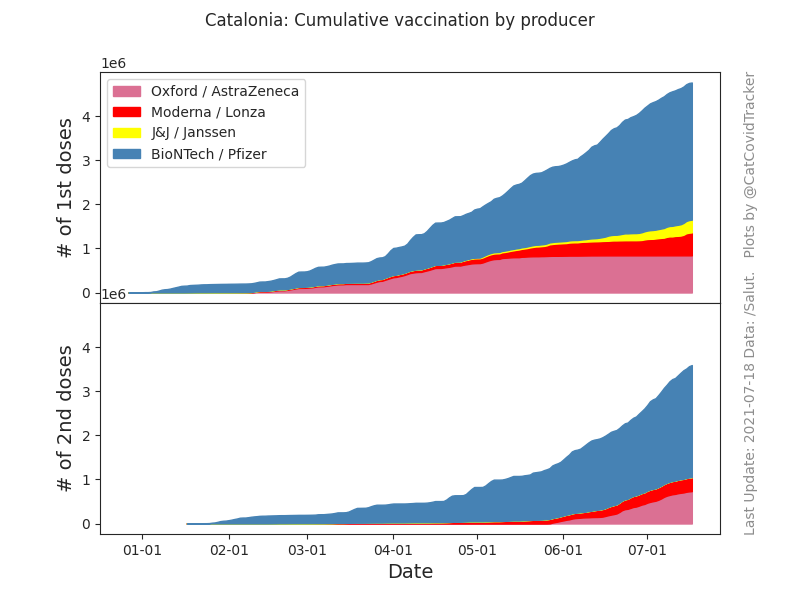 Catalonia: Cumulative vaccination by producer
1e6
Oxford / AstraZeneca
Moderna / Lonza
J&J / Janssen
BioNTech / Pfizer
4
3
2
1
0
# of 1st doses
1e6
4
3
2
1
0
# of 2nd doses
01-01 02-01 03-01 04-01 05-01 06-01 07-01
Date
Last Update: 2021-07-18 Data: /Salut. Plots by @CatCovidTracker